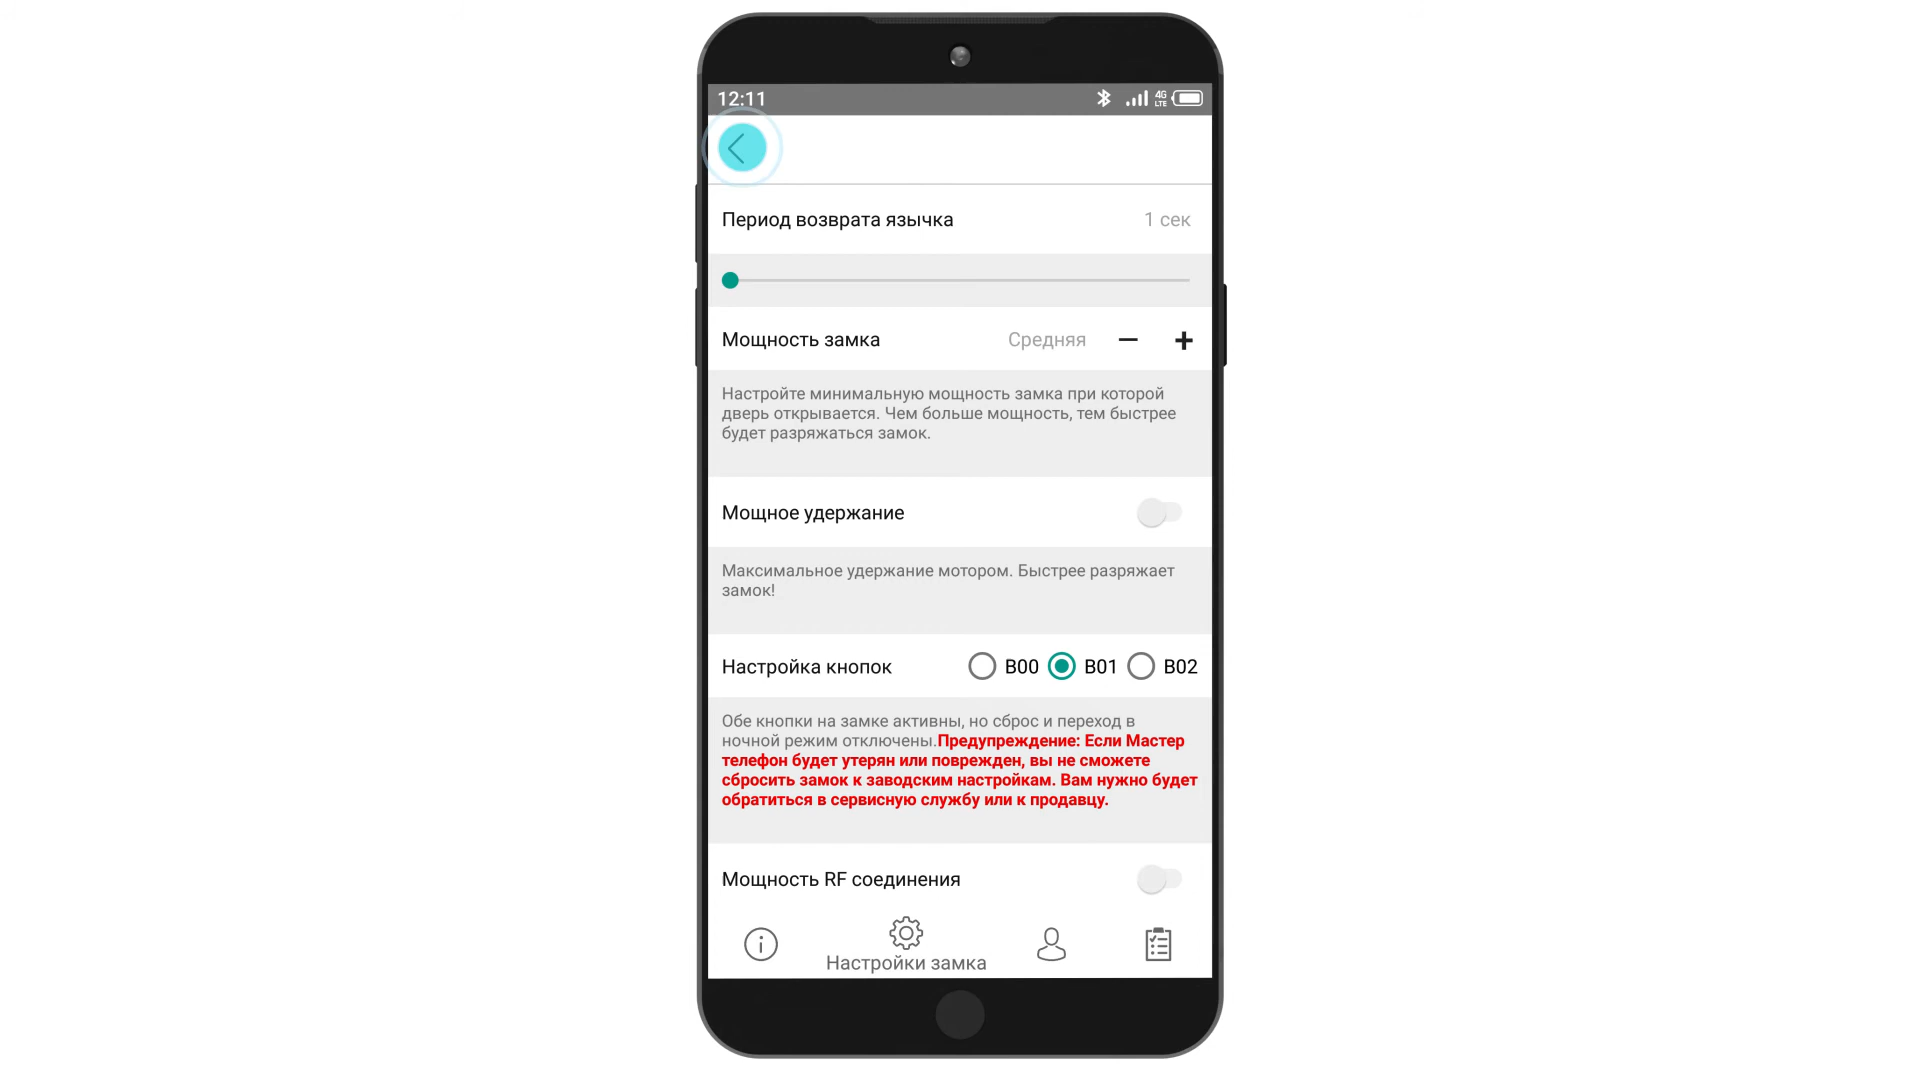 12:11
4G
LTE
Период возврата язычка 1 сек
Мощность замка Средняя
Настройте минимальную мощность замка при которой
дверь открывается. Чем больше мощность, тем быстрее
будет разряжаться замок.
Мощное удержание
Максимальное удержание мотором. Быстрее разряжает
замок!
Настройка кнопок B00 B01 B02
Обе кнопки на замке активны, но сброс и переход в
ночной режим отключены.Предупреждение: Если Мастер
телефон будет утерян или поврежден, вы не сможете
сбросить замок к заводским настройкам. Вам нужно будет
обратиться в сервисную службу или к продавцу.
Мощность RF соединения
Настройки замка